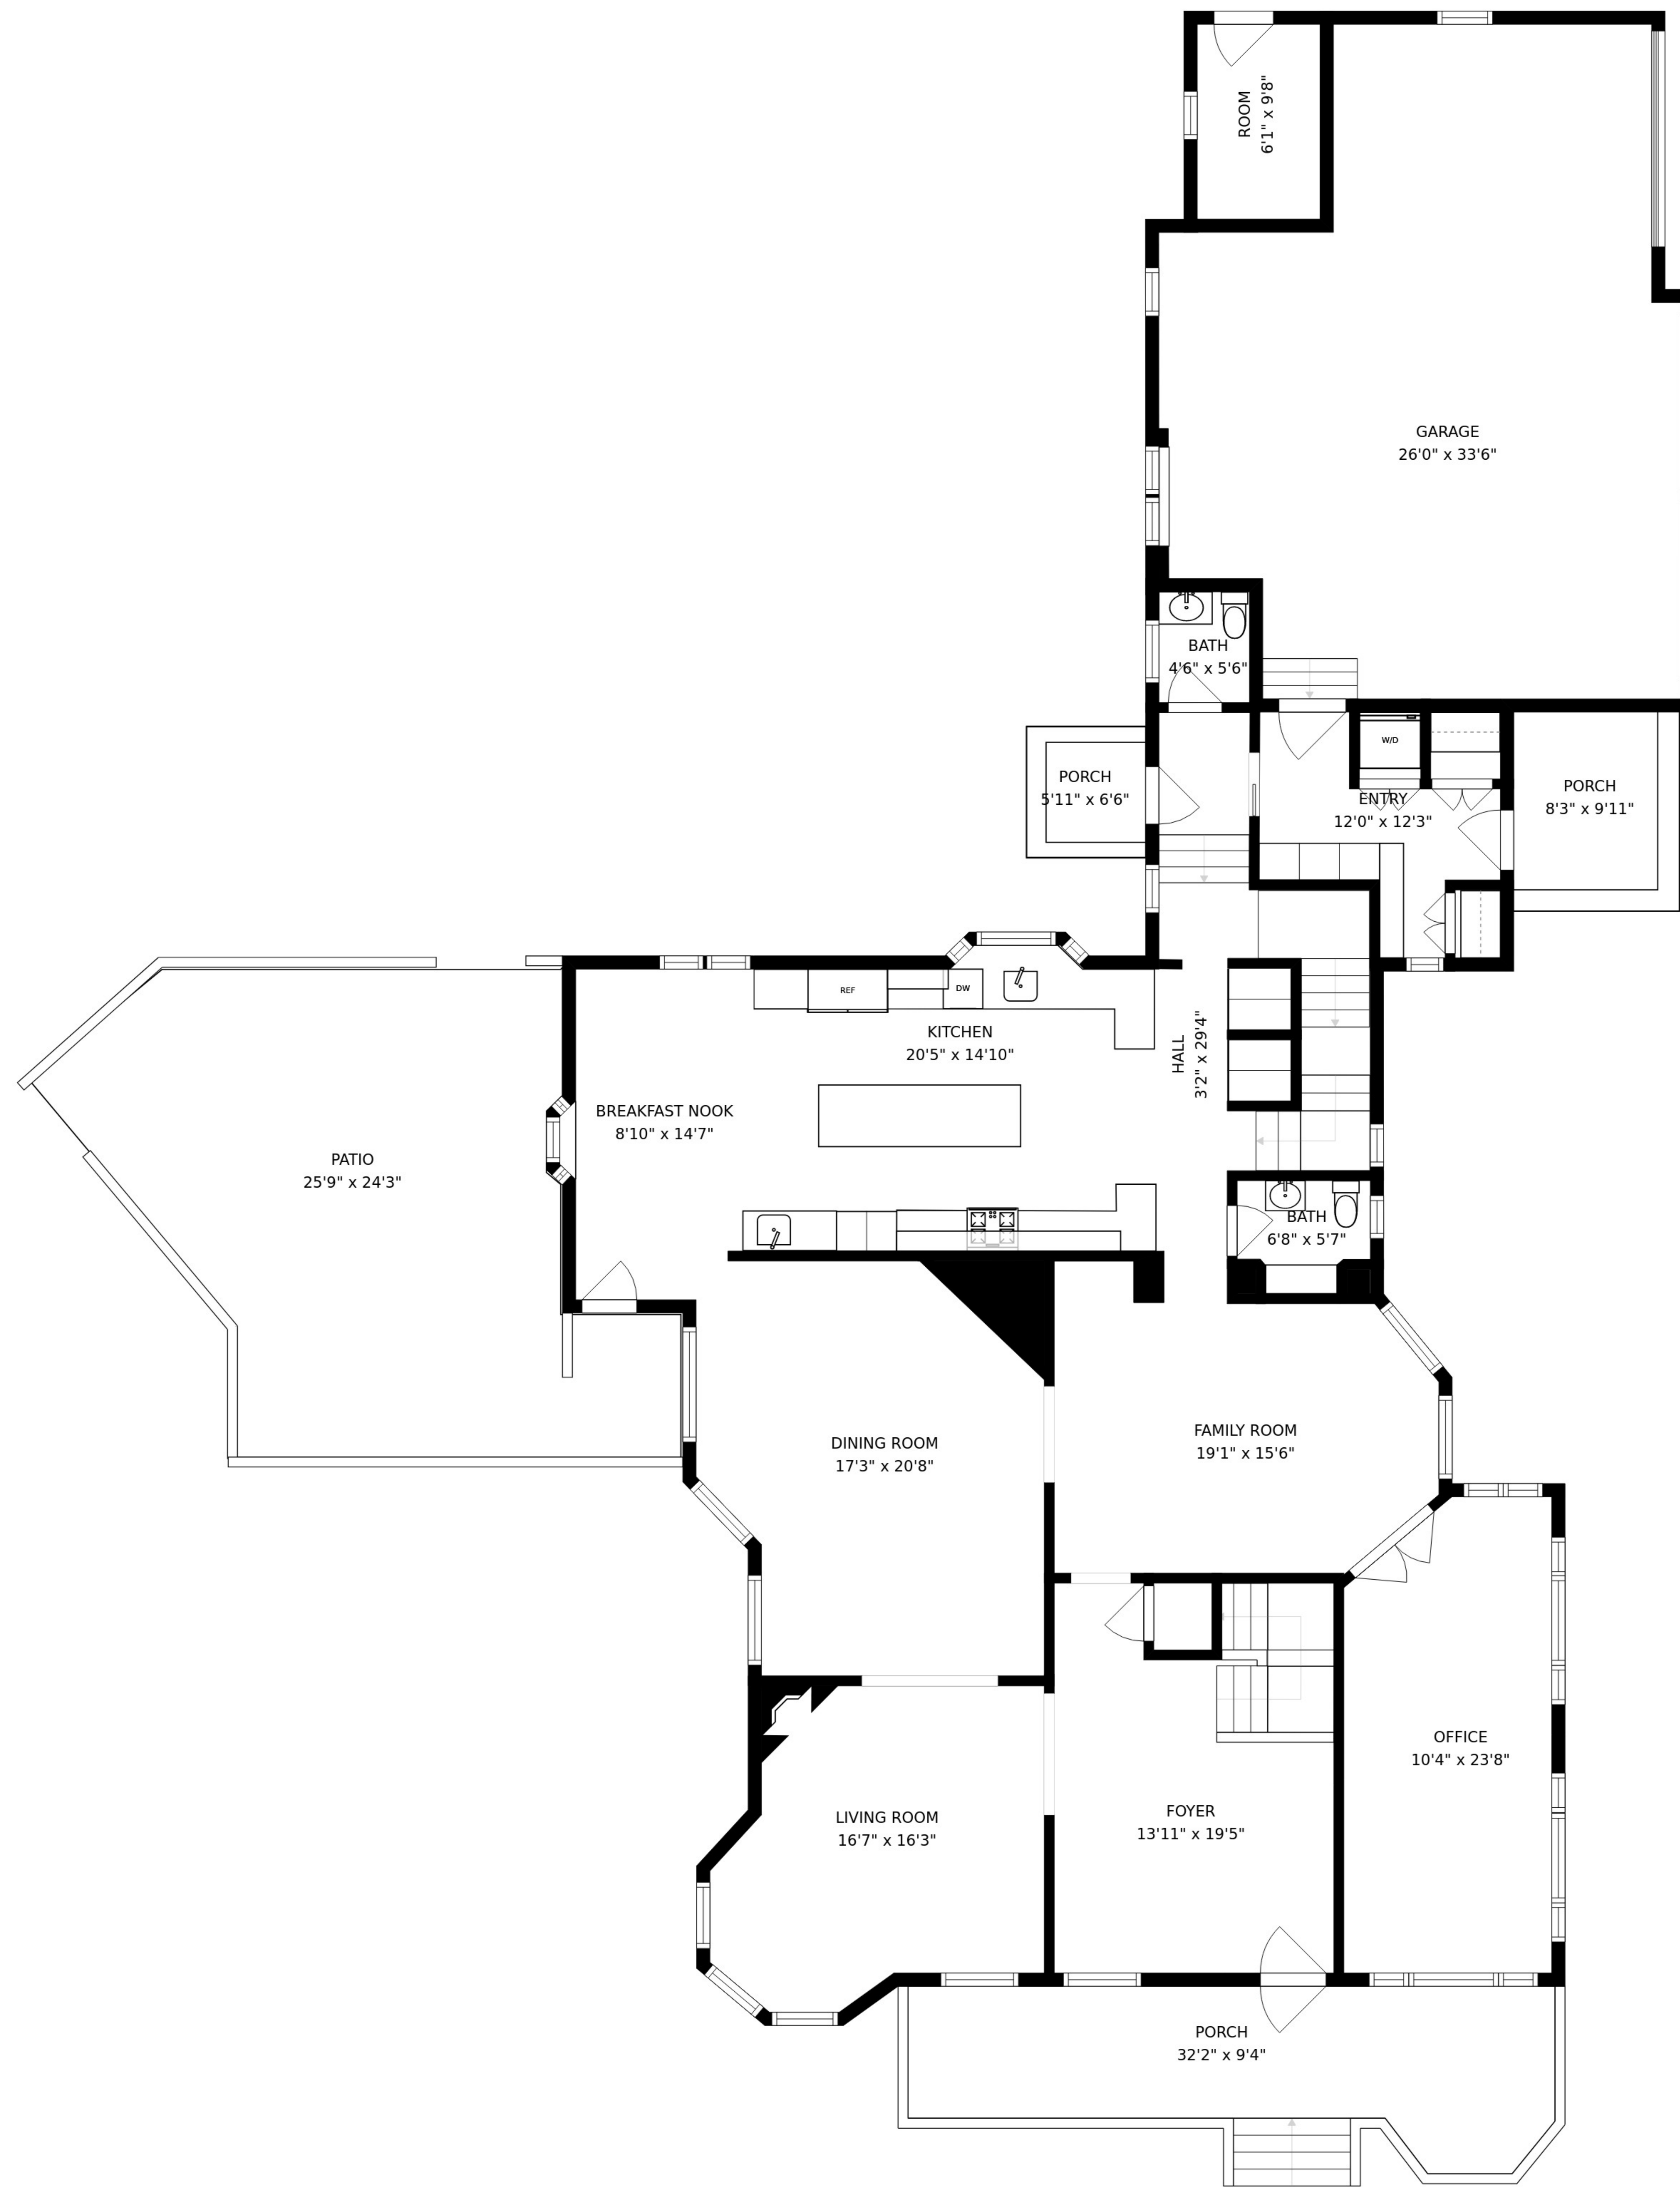 ROOM
6'1" x 9'8"
GARAGE
26'0" x 33'6"
BATH
4'6" x 5'6"
W/D
PORCH
5'11" x 6'6"
ENTRY
12'0" x 12'3"
PORCH
8'3" x 9'11"
REF
DW
KITCHEN
20'5" x 14'10"
HALL
3'2" x 29'4"
BREAKFAST NOOK
8'10" x 14'7"
PATIO
25'9" x 24'3"
BATH
6'8" x 5'7"
DINING ROOM
17'3" x 20'8"
FAMILY ROOM
19'1" x 15'6"
OFFICE
10'4" x 23'8"
LIVING ROOM
16'7" x 16'3"
FOYER
13'11" x 19'5"
PORCH
32'2" x 9'4"